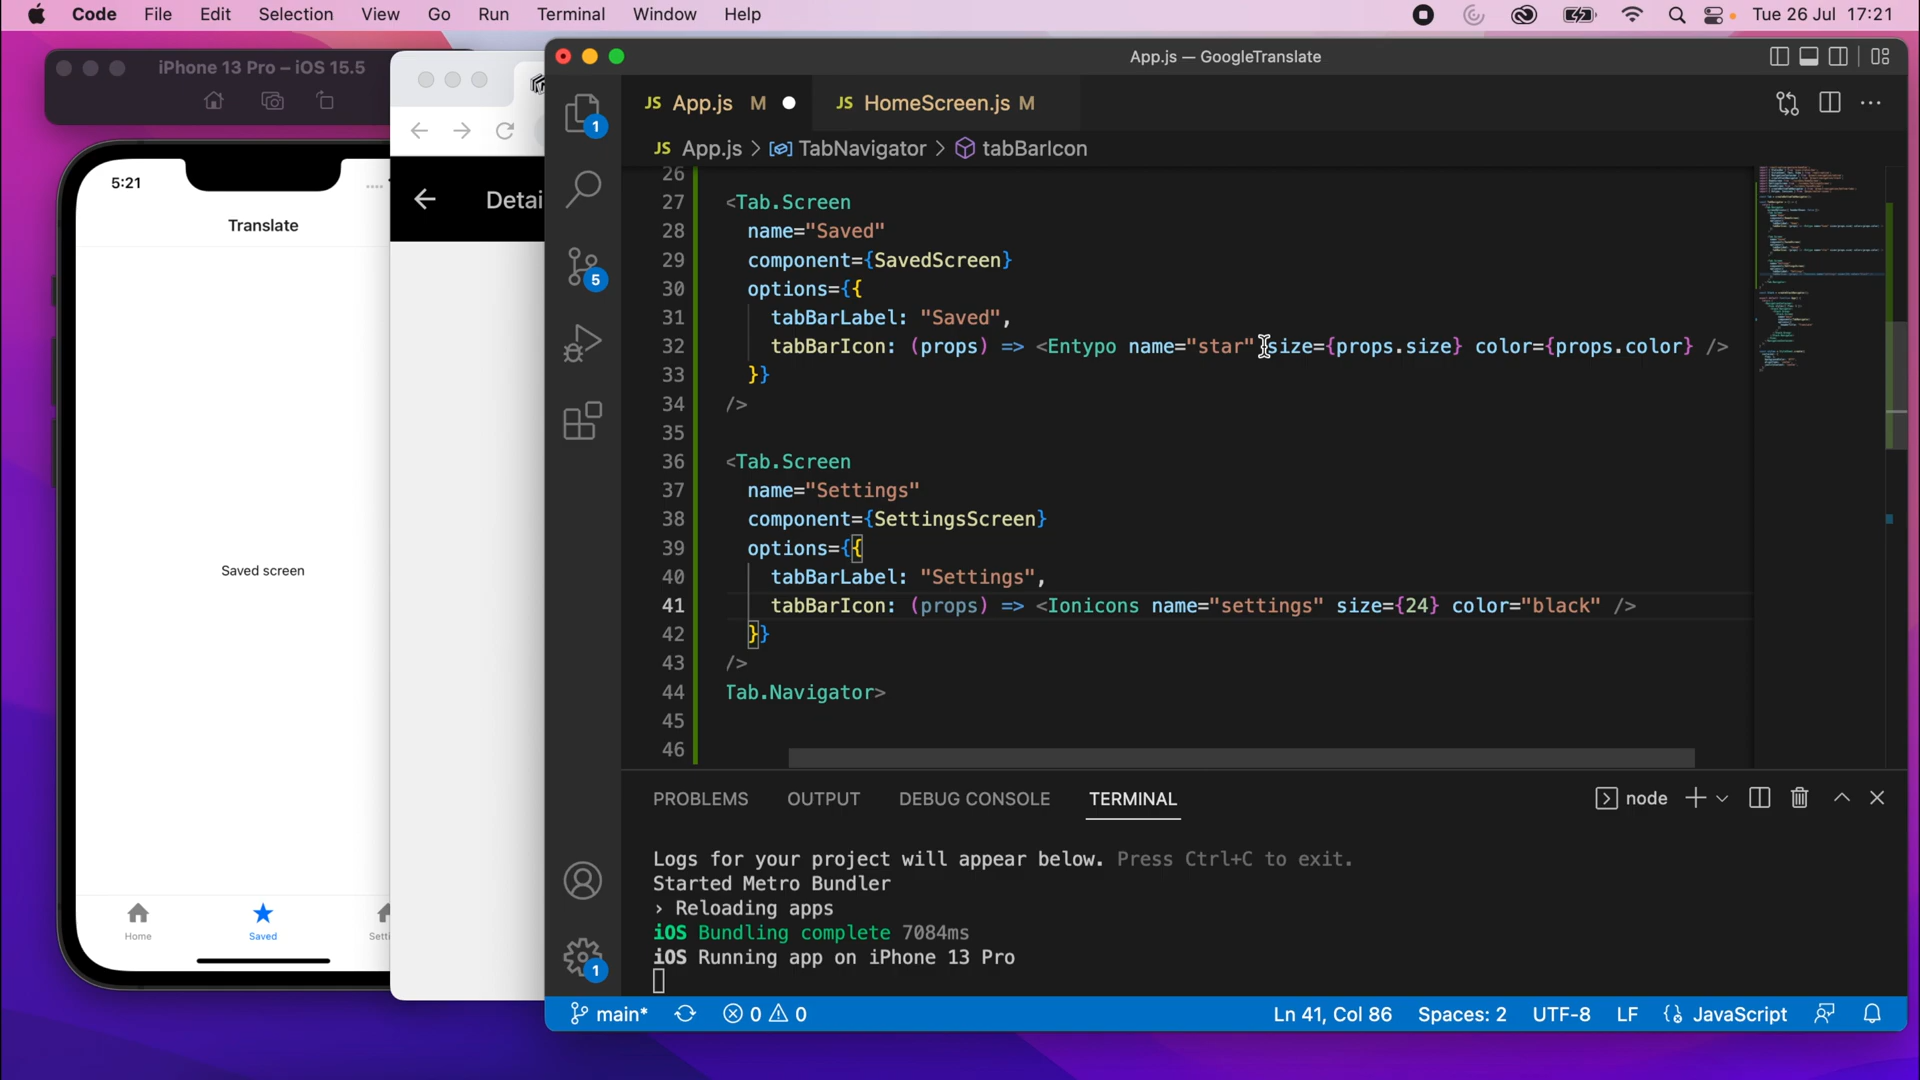 Code File Edit Selection View Go Run Terminal Window Help Tue 26 Jul 17:21
iPhone 13 Pro – iOS 15.5
5:21
Translate
Saved screen
Home Saved Setti
Detai
App.js — GoogleTranslate
JS App.js M JS HomeScreen.js M
JS App.js > TabNavigator > tabBarIcon
26
27 <Tab.Screen
28 name="Saved"
29 component={SavedScreen}
30 options={{
31 tabBarLabel: "Saved",
32 tabBarIcon: (props) => <Entypo name="star" size={props.size} color={props.color} />
33 }}
34 />
35
36 <Tab.Screen
37 name="Settings"
38 component={SettingsScreen}
39 options={{
40 tabBarLabel: "Settings",
41 tabBarIcon: (props) => <Ionicons name="settings" size={24} color="black" />
42 }}
43 />
44 Tab.Navigator>
45
46
1
5
1
PROBLEMS OUTPUT DEBUG CONSOLE TERMINAL node
Logs for your project will appear below. Press Ctrl+C to exit.
Started Metro Bundler
› Reloading apps
iOS Bundling complete 7084ms
iOS Running app on iPhone 13 Pro
main* 0 0 Ln 41, Col 86 Spaces: 2 UTF-8 LF JavaScript